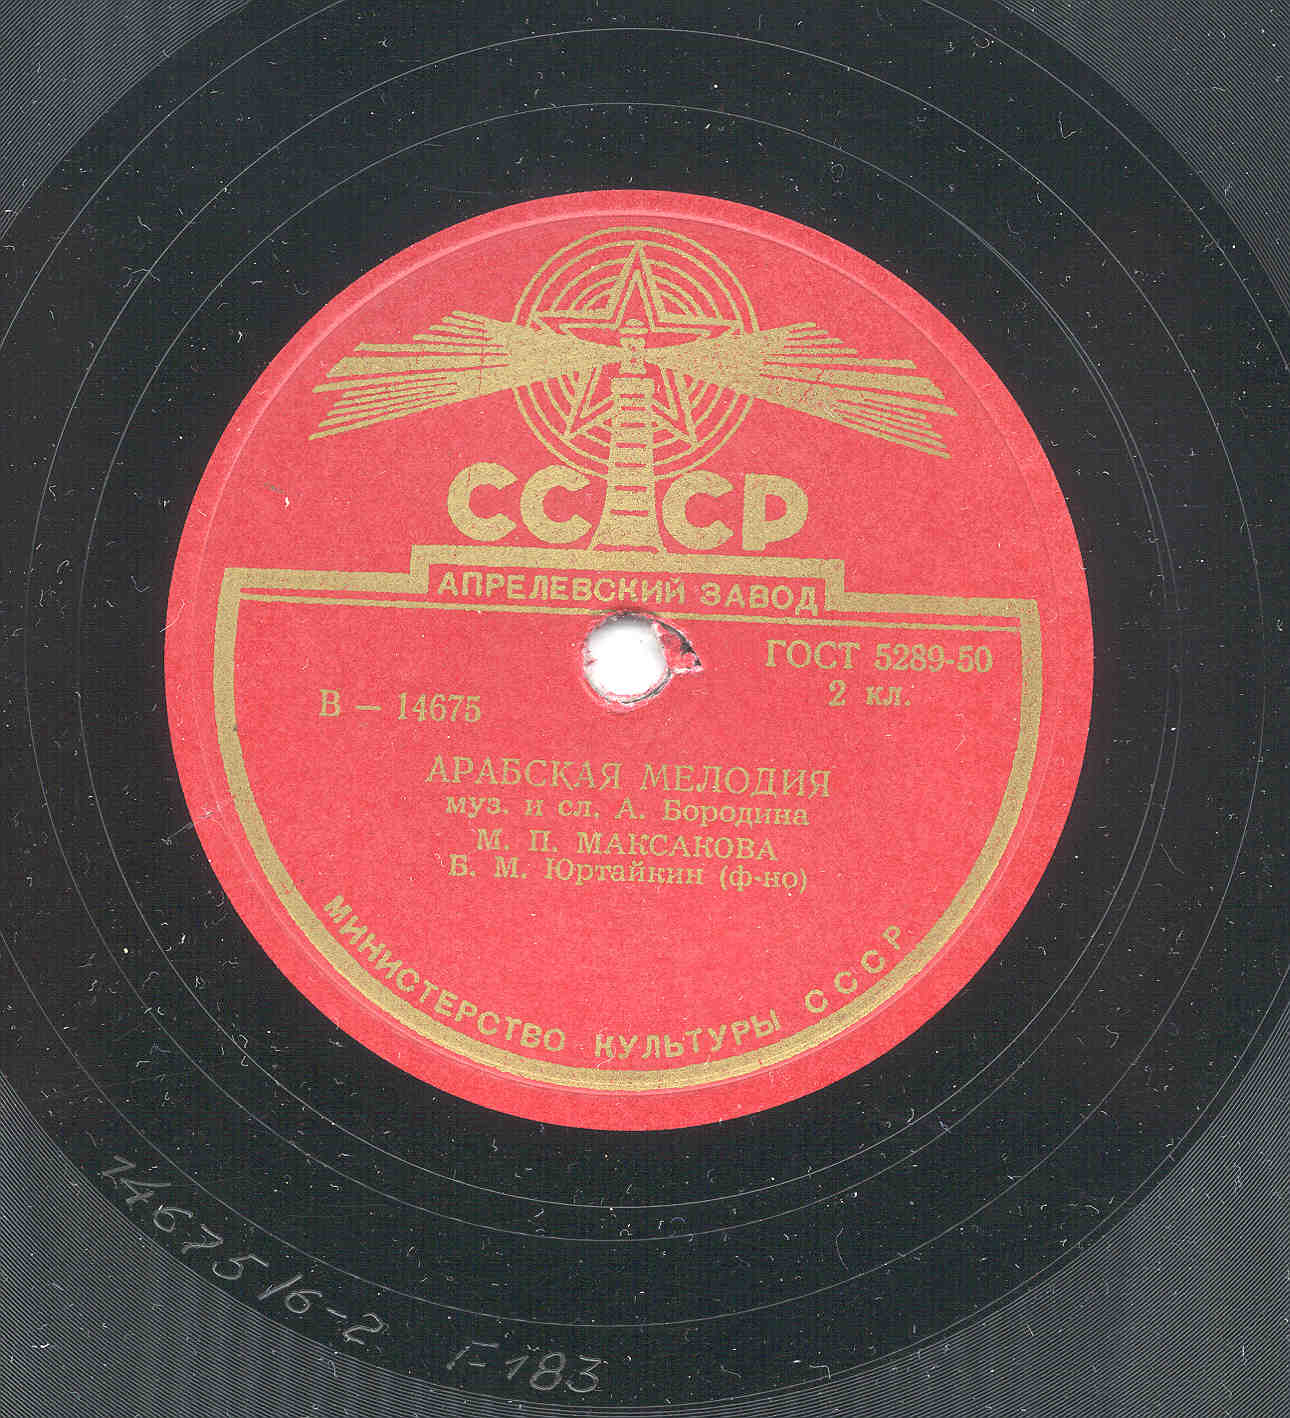 СССР
АПРЕЛЕВСКИЙ ЗАВОД
ГОСТ 5289-50
2 кл.
В — 14675
АРАБСКАЯ МЕЛОДИЯ
муз. и сл. А. Бородина
М. П. МАКСАКОВА
Б. М. Юртайкин (ф-но)
МИНИСТЕРСТВО КУЛЬТУРЫ СССР
14675/6-2 Г-183